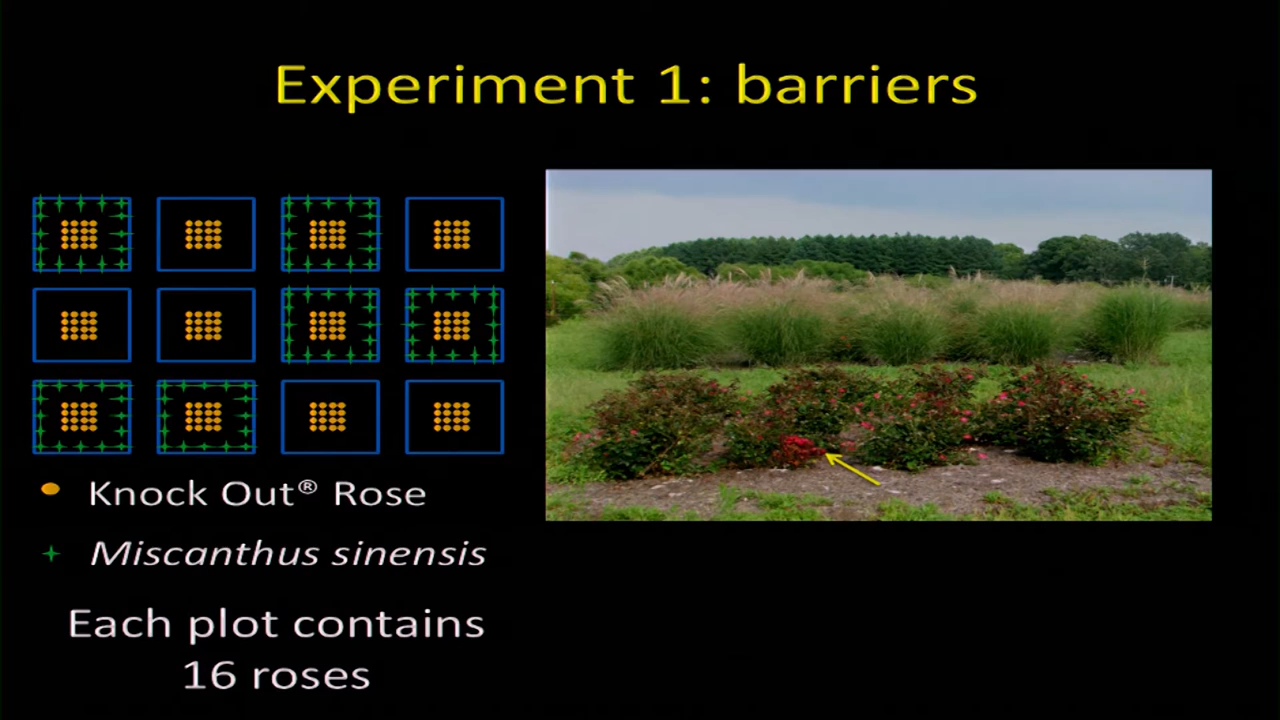 Experiment 1: barriers
Knock Out® Rose
Miscanthus sinensis
Each plot contains
16 roses